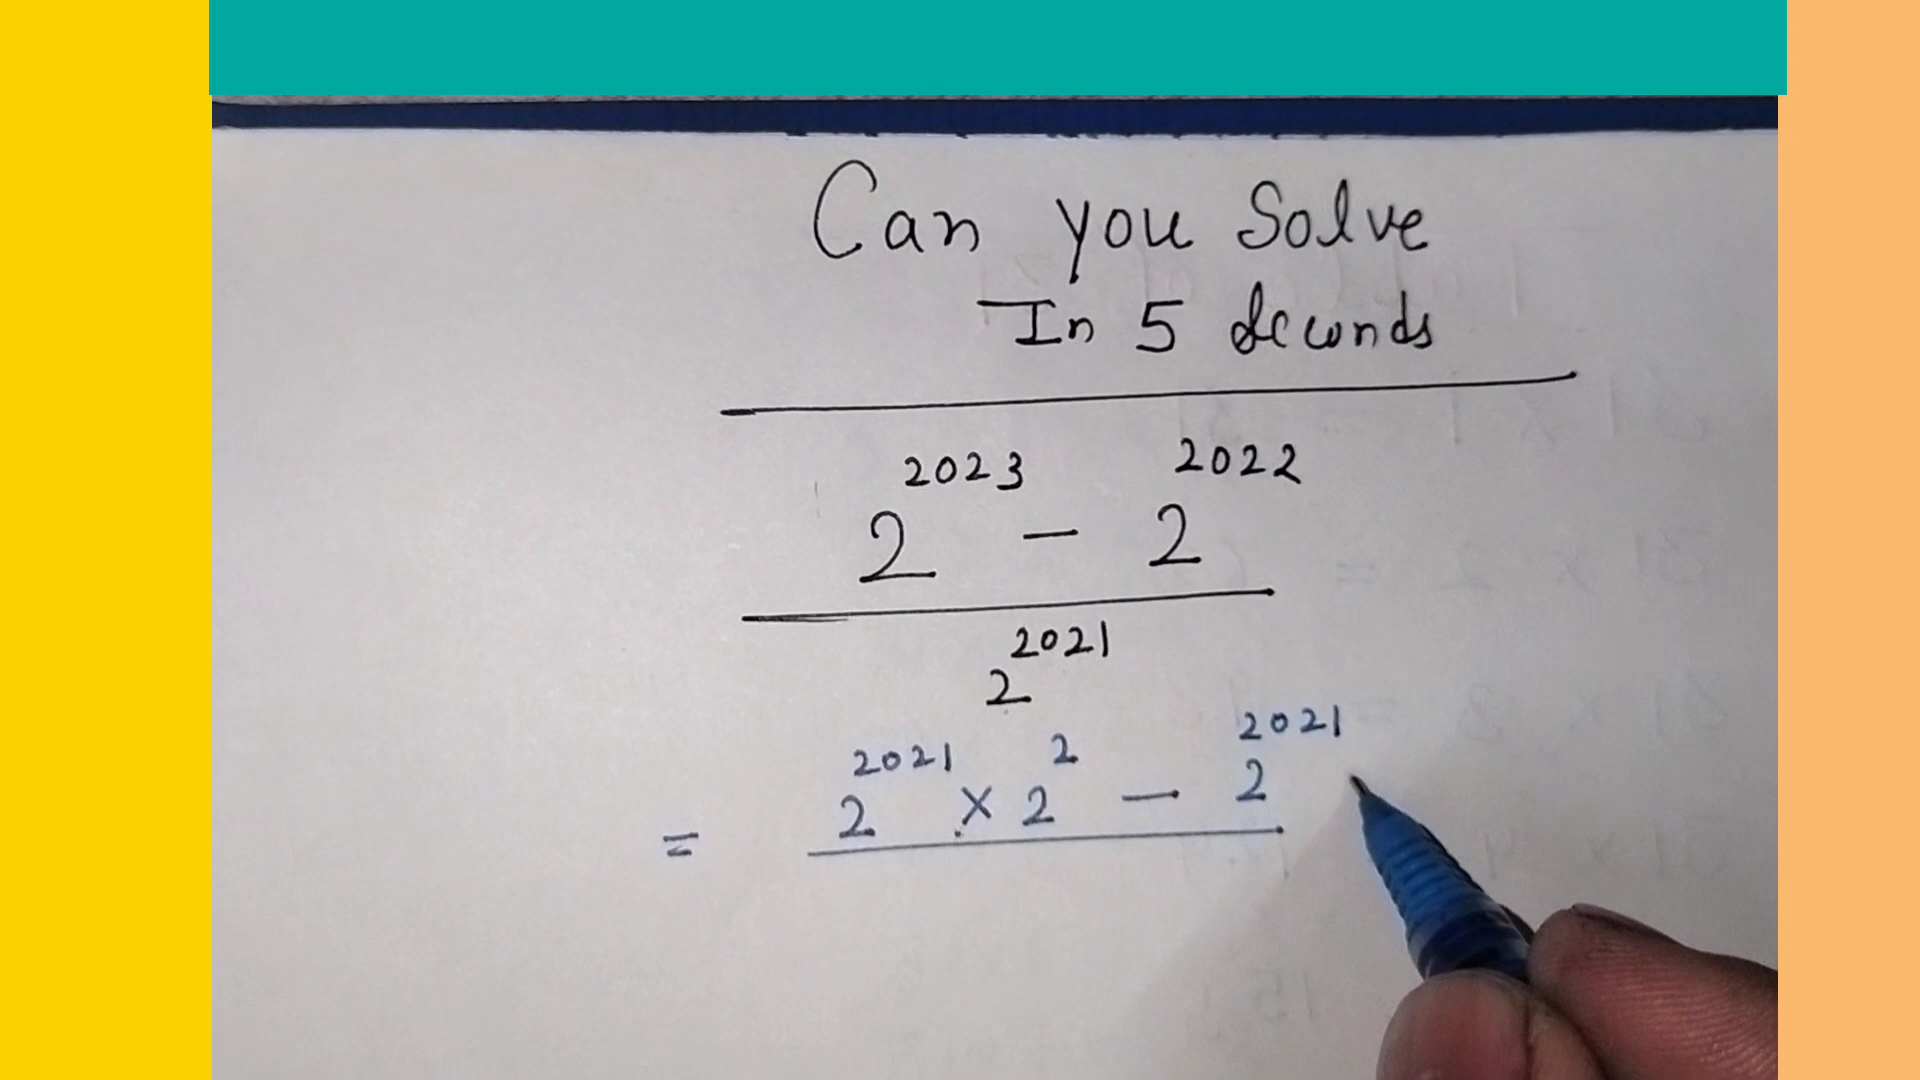 Can you Solve
In 5 Seconds
2^2023 - 2^2022
2^2021
= 2^2021 × 2^2 - 2^2021